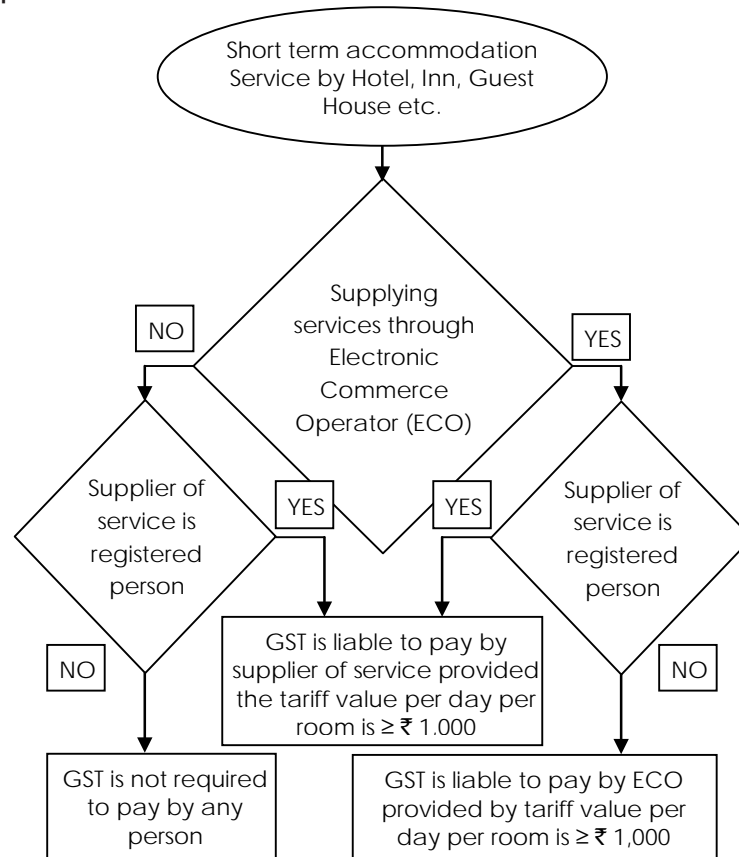 Short term accommodation
Service by Hotel, Inn, Guest
House etc.
Supplying
services through
Electronic
Commerce
Operator (ECO)
NO
YES
Supplier of
service is
registered
person
YES
YES
Supplier of
service is
registered
person
NO
GST is liable to pay by
supplier of service provided
the tariff value per day per
room is ≥ ₹ 1.000
NO
GST is not required
to pay by any
person
GST is liable to pay by ECO
provided by tariff value per
day per room is ≥ ₹ 1,000